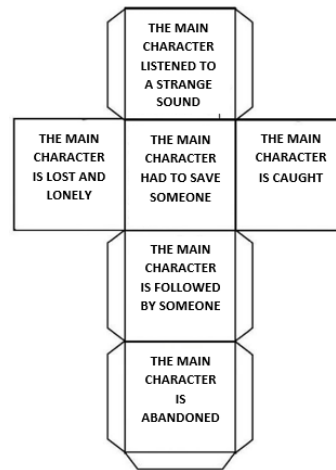 THE MAIN
CHARACTER
LISTENED TO
A STRANGE
SOUND
THE MAIN
CHARACTER
IS LOST AND
LONELY
THE MAIN
CHARACTER
HAD TO SAVE
SOMEONE
THE MAIN
CHARACTER
IS CAUGHT
THE MAIN
CHARACTER
IS FOLLOWED
BY SOMEONE
THE MAIN
CHARACTER
IS
ABANDONED